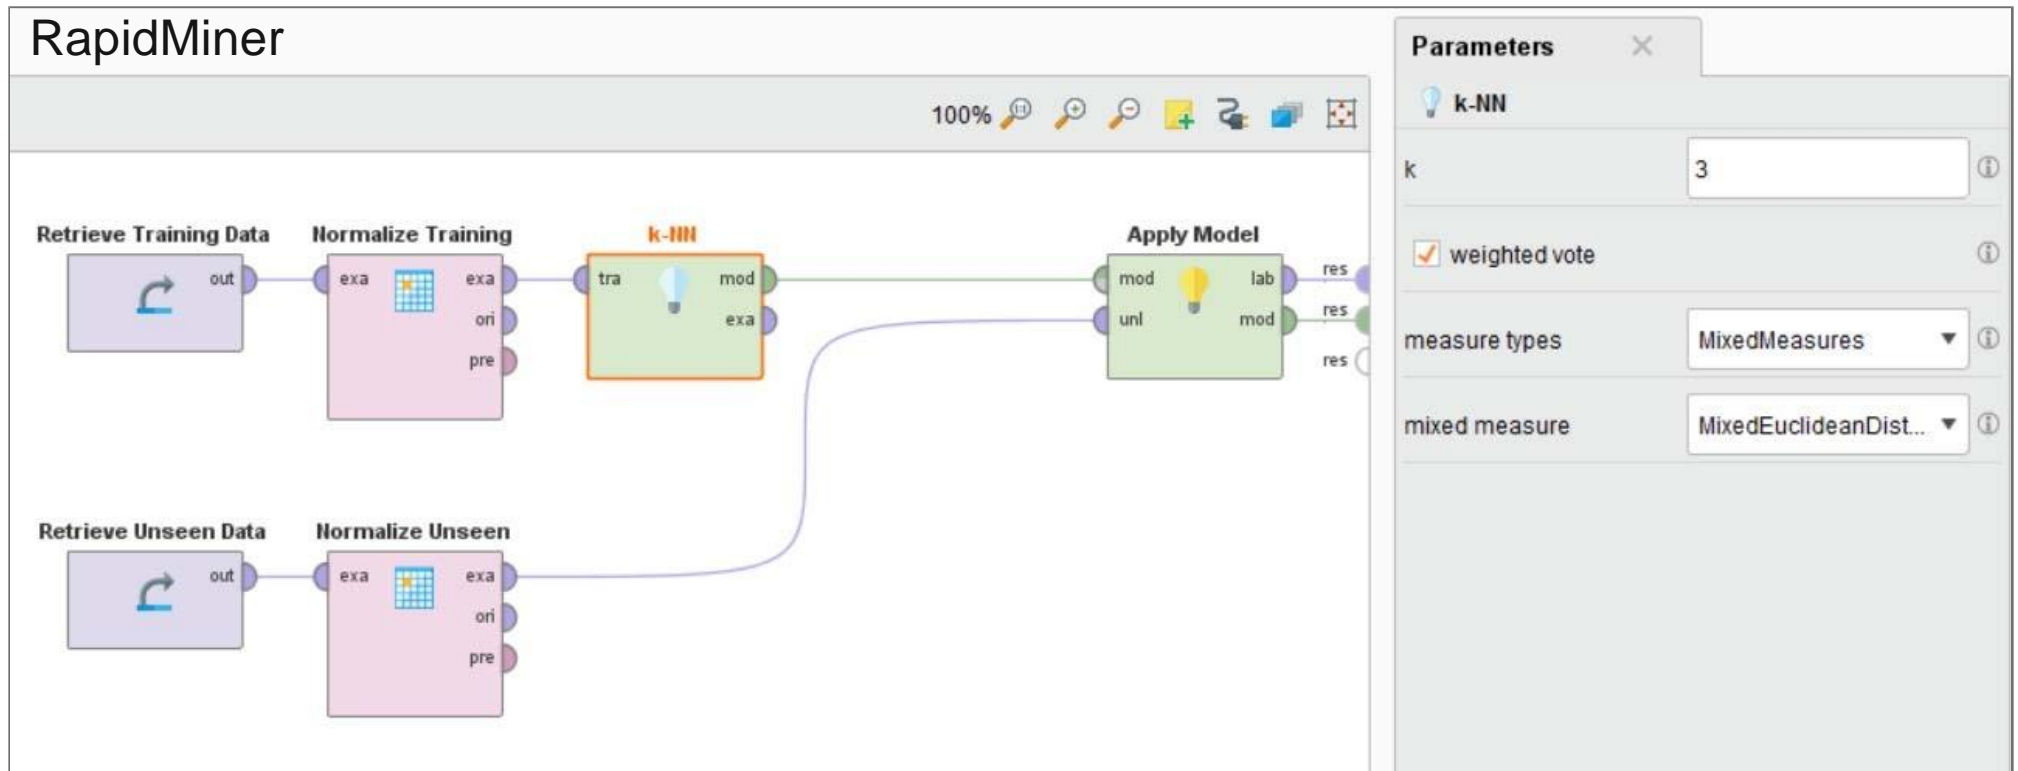 RapidMiner
100%
Retrieve Training Data
out
Normalize Training
exa
exa
ori
pre
k-NN
tra
mod
exa
Apply Model
mod
lab
unl
mod
res
res
res
Retrieve Unseen Data
out
Normalize Unseen
exa
exa
ori
pre
Parameters
k-NN
k
3
weighted vote
measure types
MixedMeasures
mixed measure
MixedEuclideanDist...